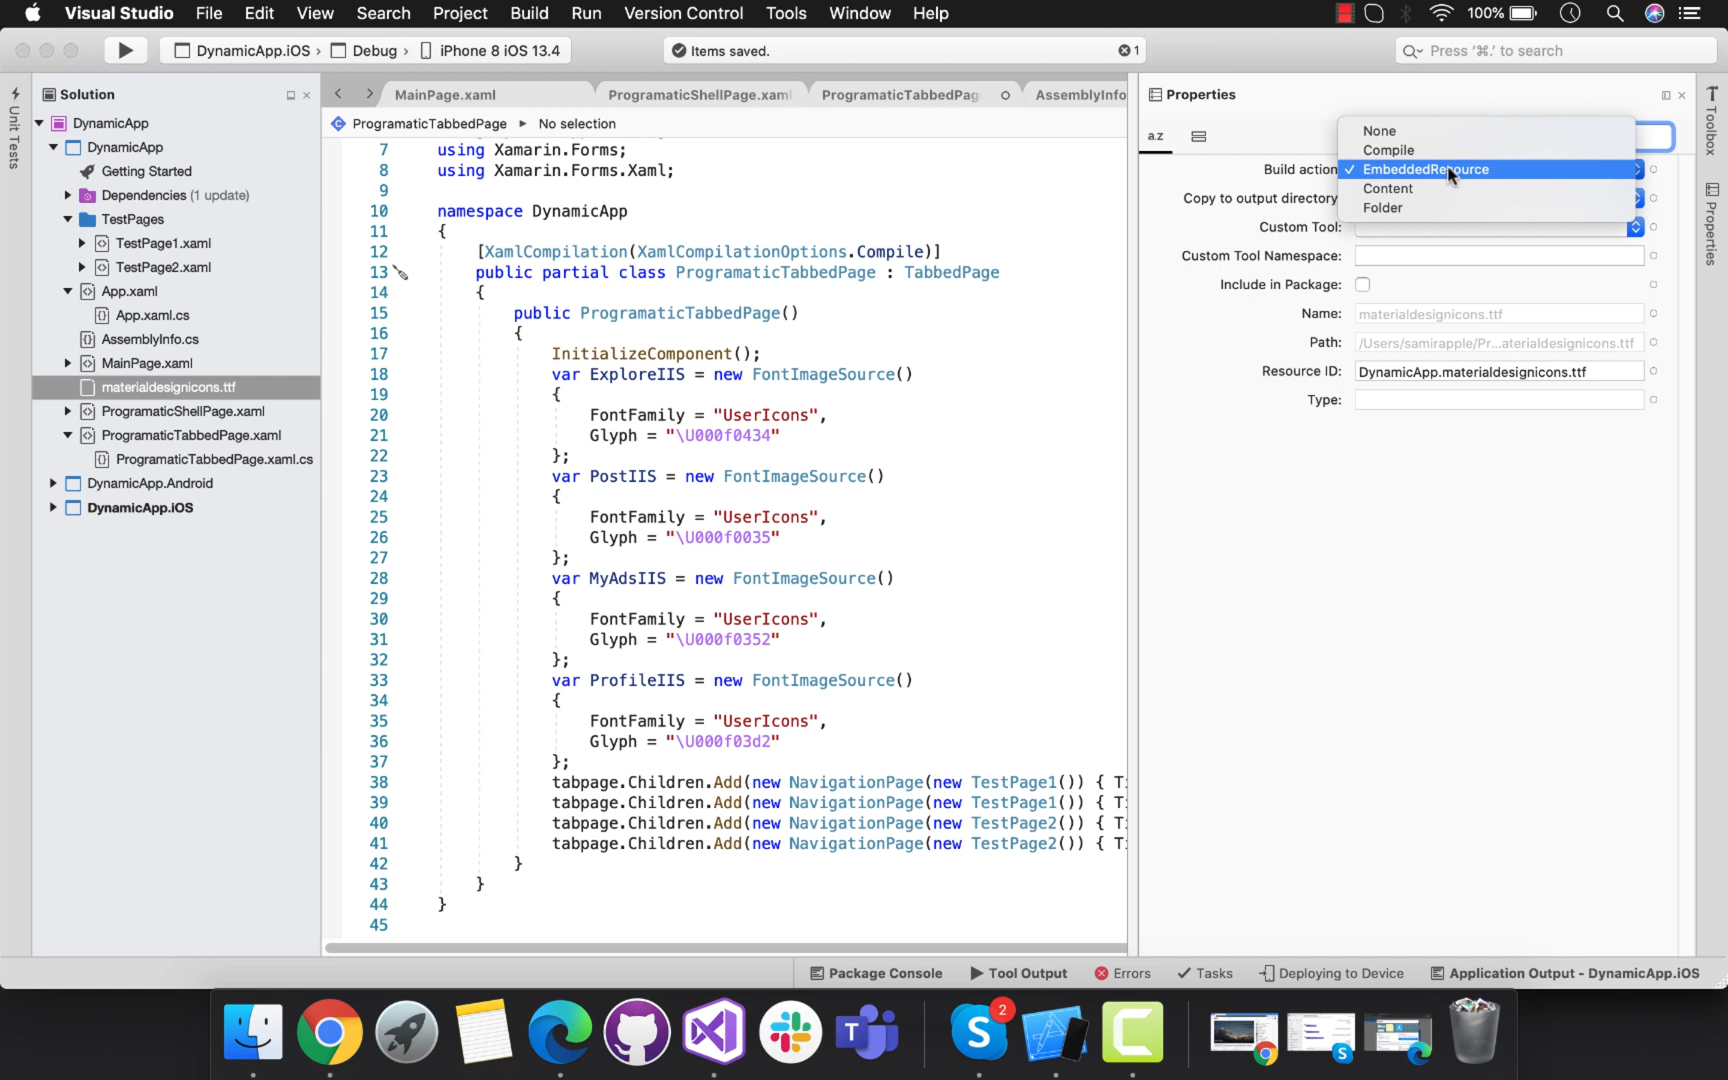 Visual Studio File Edit View Search Project Build Run Version Control Tools Window Help 100%
DynamicApp.iOS › Debug › iPhone 8 iOS 13.4
Items saved. 1
Press '⌘.' to search
Unit Tests
Solution
DynamicApp
DynamicApp
Getting Started
Dependencies (1 update)
TestPages
TestPage1.xaml
TestPage2.xaml
App.xaml
App.xaml.cs
AssemblyInfo.cs
MainPage.xaml
materialdesignicons.ttf
ProgramaticShellPage.xaml
ProgramaticTabbedPage.xaml
ProgramaticTabbedPage.xaml.cs
DynamicApp.Android
DynamicApp.iOS
MainPage.xaml ProgramaticShellPage.xaml ProgramaticTabbedPag AssemblyInfo
ProgramaticTabbedPage No selection
7 using Xamarin.Forms;
8 using Xamarin.Forms.Xaml;
9
10 namespace DynamicApp
11 {
12 [XamlCompilation(XamlCompilationOptions.Compile)]
13 public partial class ProgramaticTabbedPage : TabbedPage
14 {
15 public ProgramaticTabbedPage()
16 {
17 InitializeComponent();
18 var ExploreIIS = new FontImageSource()
19 {
20 FontFamily = "UserIcons",
21 Glyph = "\U000f0434"
22 };
23 var PostIIS = new FontImageSource()
24 {
25 FontFamily = "UserIcons",
26 Glyph = "\U000f0035"
27 };
28 var MyAdsIIS = new FontImageSource()
29 {
30 FontFamily = "UserIcons",
31 Glyph = "\U000f0352"
32 };
33 var ProfileIIS = new FontImageSource()
34 {
35 FontFamily = "UserIcons",
36 Glyph = "\U000f03d2"
37 };
38 tabpage.Children.Add(new NavigationPage(new TestPage1()) { T
39 tabpage.Children.Add(new NavigationPage(new TestPage1()) { T
40 tabpage.Children.Add(new NavigationPage(new TestPage2()) { T
41 tabpage.Children.Add(new NavigationPage(new TestPage2()) { T
42 }
43 }
44 }
45
Properties
a.z
None
Compile
Build action ✓ EmbeddedResource
Content
Copy to output directory
Folder
Custom Tool:
Custom Tool Namespace:
Include in Package:
Name: materialdesignicons.ttf
Path: /Users/samirapple/Pr...aterialdesignicons.ttf
Resource ID: DynamicApp.materialdesignicons.ttf
Type:
Toolbox
Properties
Package Console Tool Output Errors Tasks Deploying to Device Application Output - DynamicApp.iOS
T S 2 C
S